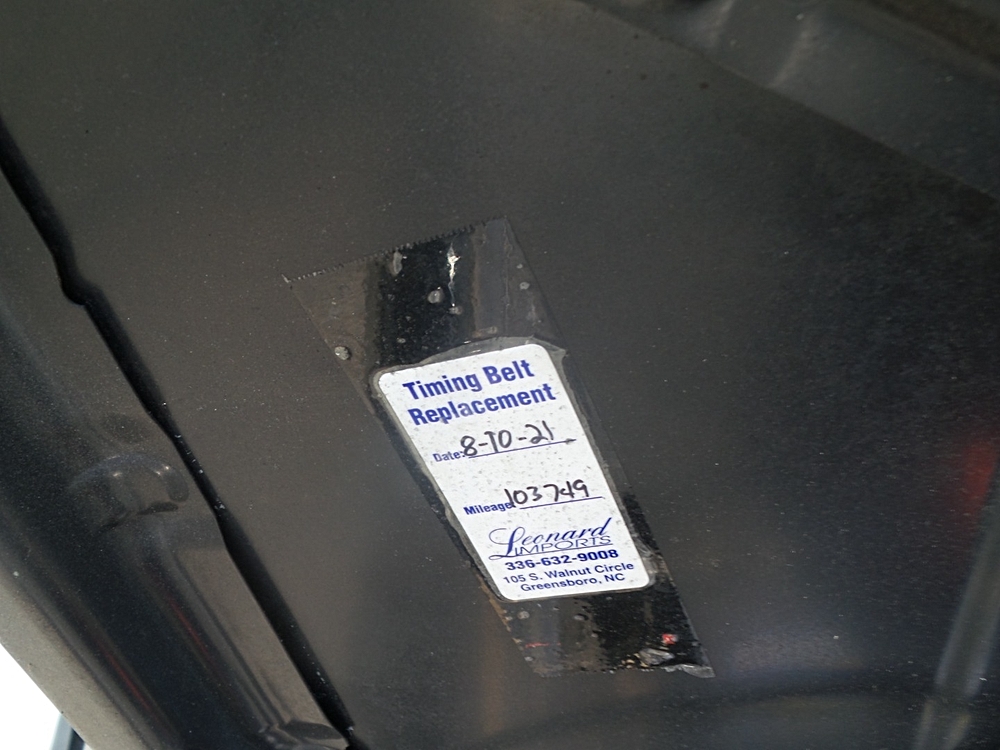 Timing Belt
Replacement
Date: 8-10-21
Mileage 103749
Leonard
IMPORTS
336-632-9008
105 S. Walnut Circle
Greensboro, NC